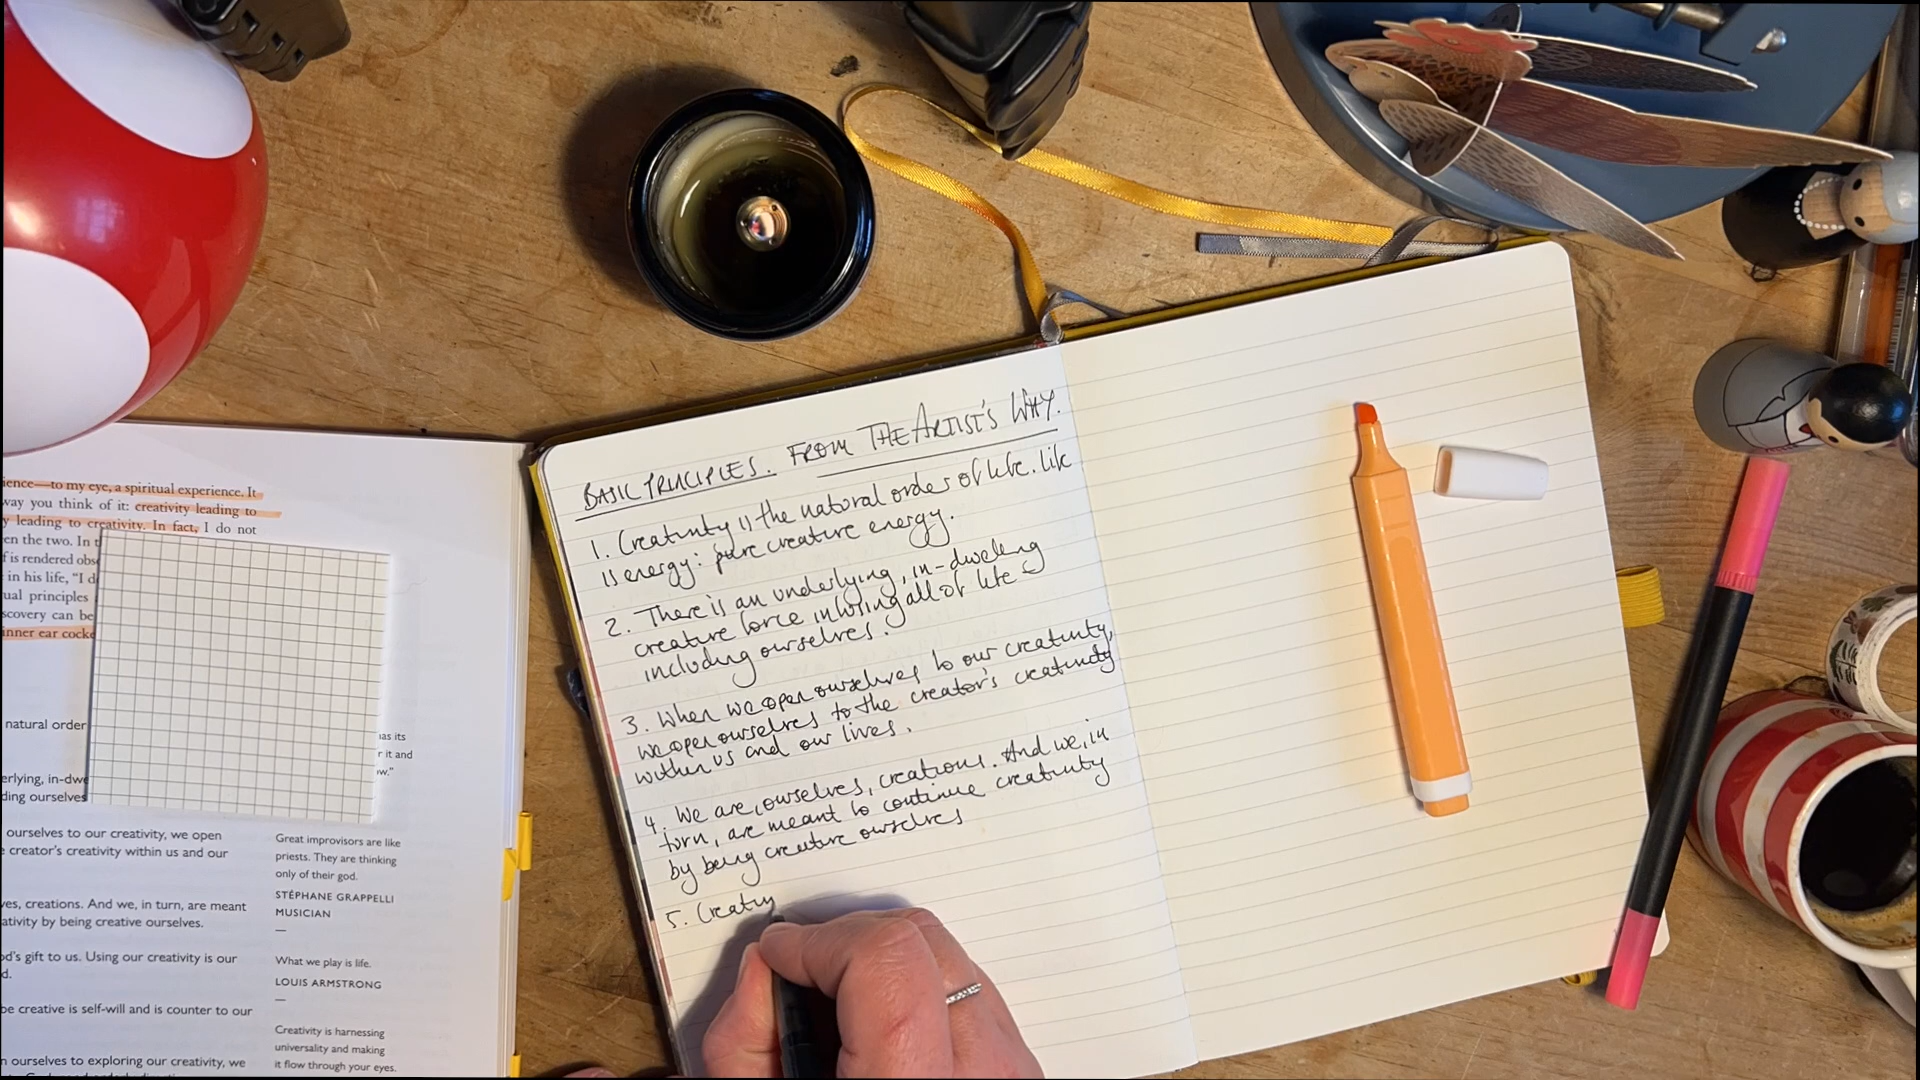 ience—to my eye, a spiritual experience. It
way you think of it: creativity leading to
y leading to creativity. In fact, I do not
en the two. In t
f is rendered obs
in his life, "I d
ual principles
scovery can be
inner ear cocke
natural order
erlying, in-dwe
ding ourselves
ourselves to our creativity, we open
e creator's creativity within us and our
ves, creations. And we, in turn, are meant
ativity by being creative ourselves.
od's gift to us. Using our creativity is our
d.
be creative is self-will and is counter to our
n ourselves to exploring our creativity, we
has its
r it and
ow."
Great improvisors are like
priests. They are thinking
only of their god.
STÉPHANE GRAPPELLI
MUSICIAN
—
What we play is life.
LOUIS ARMSTRONG
—
Creativity is harnessing
universality and making
it flow through your eyes.
BASIC PRINCIPLES. FROM THE ARTIST'S WAY.
1. Creativity is the natural order of life. Life
is energy: pure creative energy.
2. There is an underlying, in-dwelling
creative force infusing all of life -
including ourselves.
3. When we open ourselves to our creativity,
we open ourselves to the creator's creativity
within us and our lives.
4. We are, ourselves, creations. And we, in
turn, are meant to continue creativity
by being creative ourselves
5. Creativ